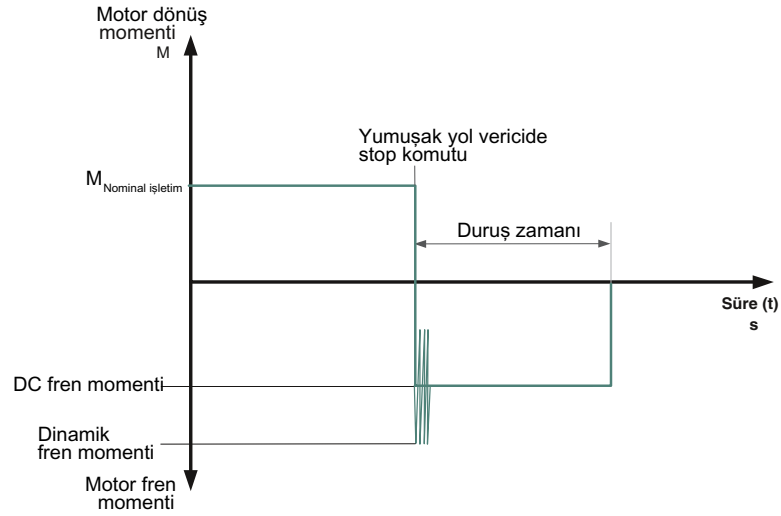 Motor dönüş
momenti
M
Yumuşak yol vericide
stop komutu
M Nominal işletim
Duruş zamanı
Süre (t)
s
DC fren momenti
Dinamik
fren momenti
Motor fren
momenti